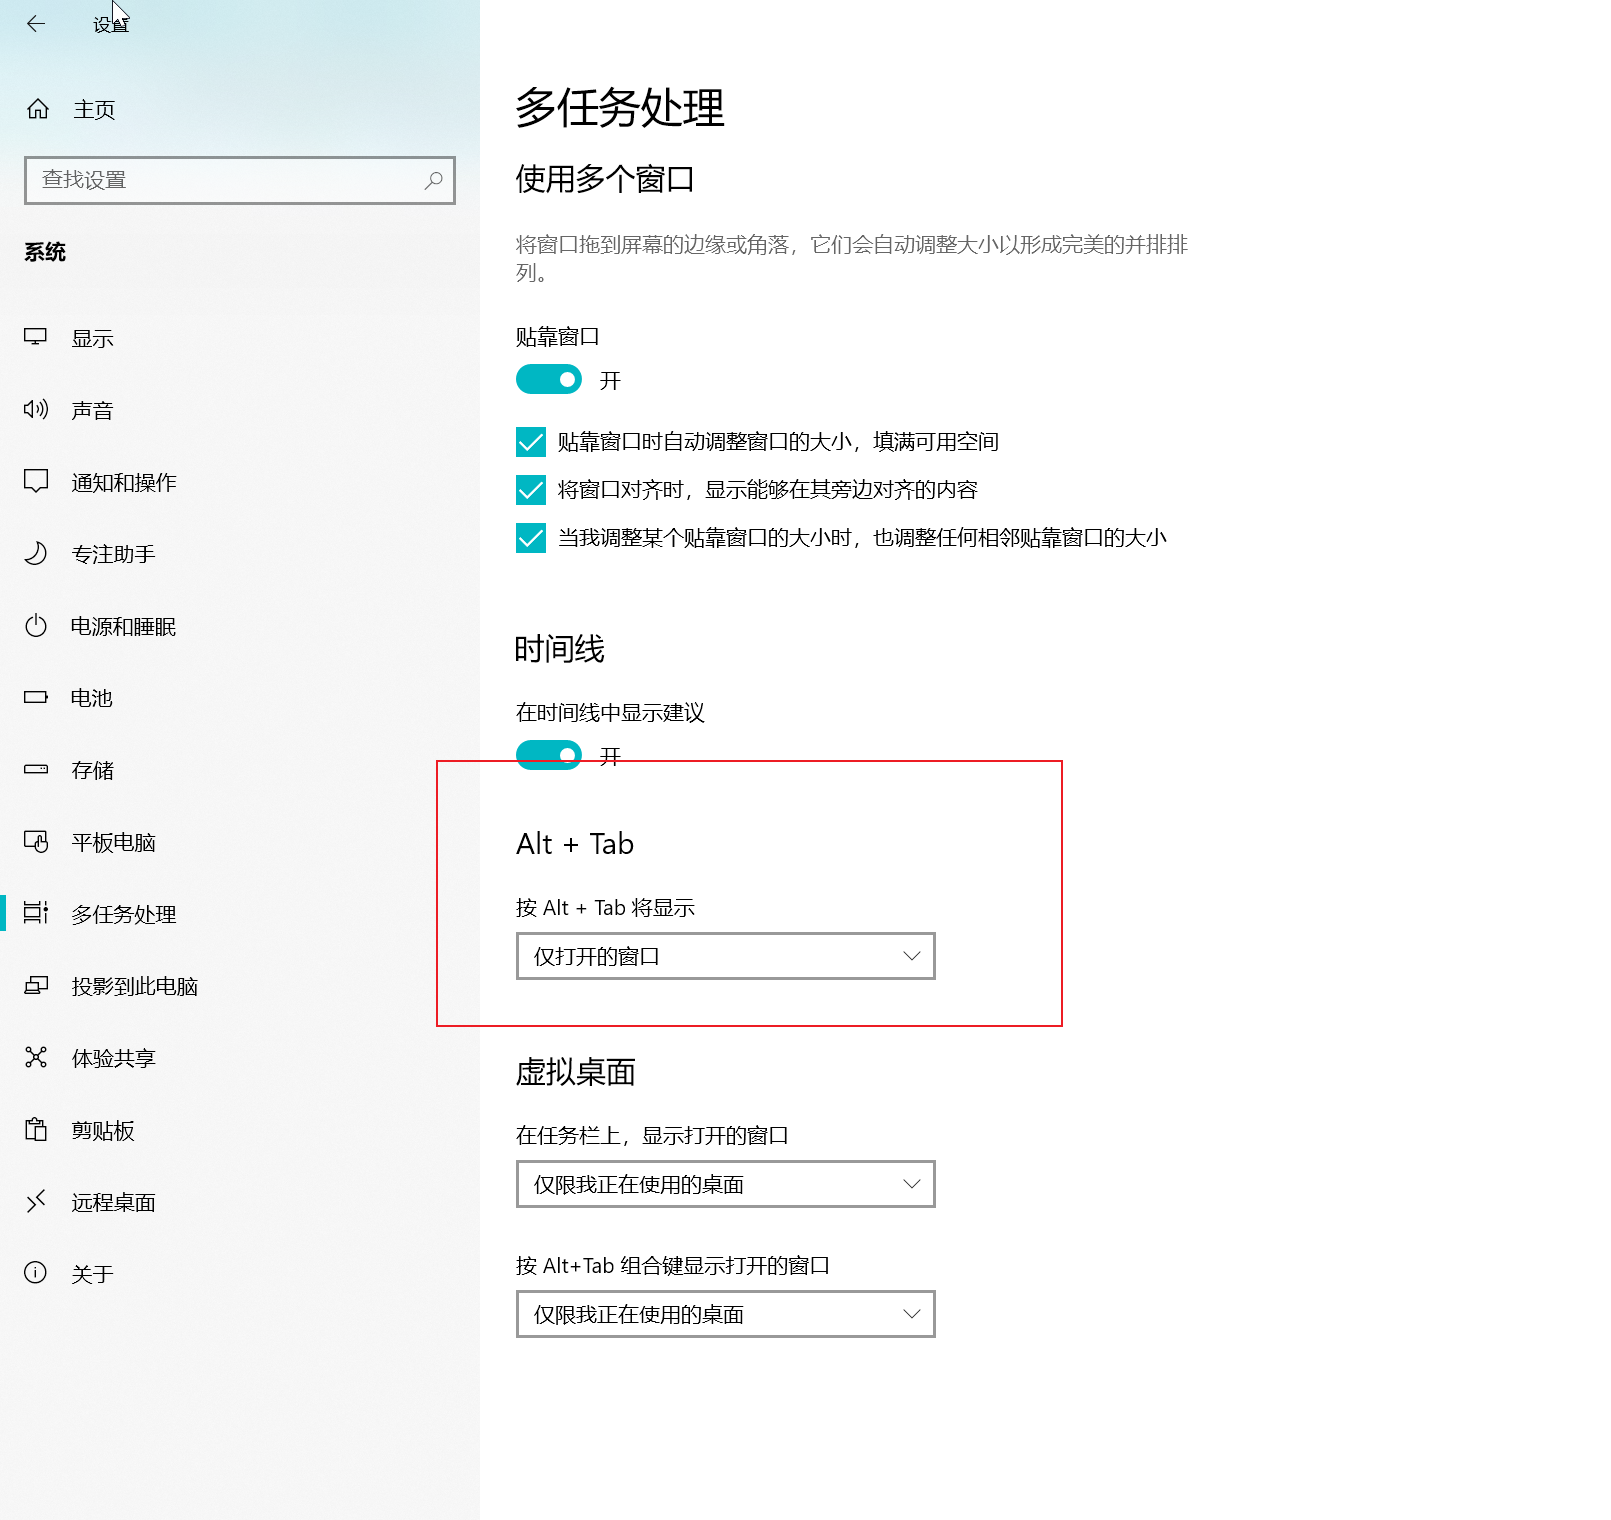 设置
主页
查找设置
系统
显示
声音
通知和操作
专注助手
电源和睡眠
电池
存储
平板电脑
多任务处理
投影到此电脑
体验共享
剪贴板
远程桌面
关于
多任务处理
使用多个窗口
将窗口拖到屏幕的边缘或角落，它们会自动调整大小以形成完美的并排排
列。
贴靠窗口
开
贴靠窗口时自动调整窗口的大小，填满可用空间
将窗口对齐时，显示能够在其旁边对齐的内容
当我调整某个贴靠窗口的大小时，也调整任何相邻贴靠窗口的大小
时间线
在时间线中显示建议
开
Alt + Tab
按 Alt + Tab 将显示
仅打开的窗口
虚拟桌面
在任务栏上，显示打开的窗口
仅限我正在使用的桌面
按 Alt+Tab 组合键显示打开的窗口
仅限我正在使用的桌面